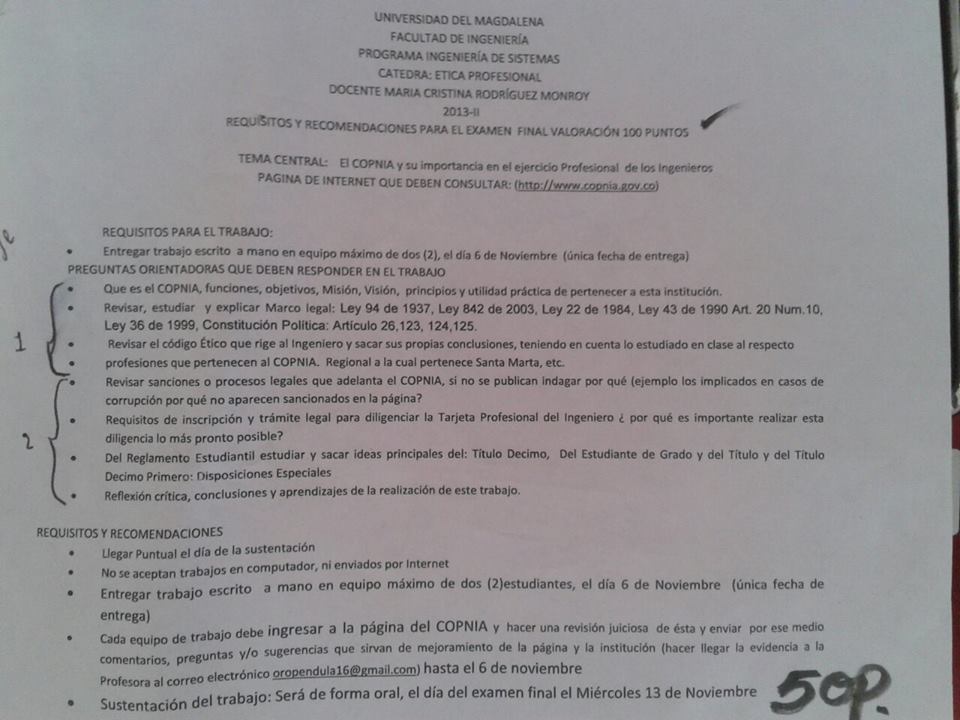 UNIVERSIDAD DEL MAGDALENA
FACULTAD DE INGENIERÍA
PROGRAMA INGENIERÍA DE SISTEMAS
CATEDRA: ETICA PROFESIONAL
DOCENTE MARIA CRISTINA RODRÍGUEZ MONROY
2013-II
REQUISITOS Y RECOMENDACIONES PARA EL EXAMEN FINAL VALORACIÓN 100 PUNTOS
TEMA CENTRAL: El COPNIA y su importancia en el ejercicio Profesional de los Ingenieros
PAGINA DE INTERNET QUE DEBEN CONSULTAR: (http://www.copnia.gov.co)
REQUISITOS PARA EL TRABAJO:
• Entregar trabajo escrito a mano en equipo máximo de dos (2), el día 6 de Noviembre (única fecha de entrega)
PREGUNTAS ORIENTADORAS QUE DEBEN RESPONDER EN EL TRABAJO
1
• Que es el COPNIA, funciones, objetivos, Misión, Visión, principios y utilidad práctica de pertenecer a esta institución.
• Revisar, estudiar y explicar Marco legal: Ley 94 de 1937, Ley 842 de 2003, Ley 22 de 1984, Ley 43 de 1990 Art. 20 Num.10,
Ley 36 de 1999, Constitución Política: Artículo 26,123, 124,125.
• Revisar el código Ético que rige al Ingeniero y sacar sus propias conclusiones, teniendo en cuenta lo estudiado en clase al respecto
• profesiones que pertenecen al COPNIA. Regional a la cual pertenece Santa Marta, etc.
2
• Revisar sanciones o procesos legales que adelanta el COPNIA, si no se publican indagar por qué (ejemplo los implicados en casos de
corrupción por qué no aparecen sancionados en la página?
• Requisitos de inscripción y trámite legal para diligenciar la Tarjeta Profesional del Ingeniero ¿ por qué es importante realizar esta
diligencia lo más pronto posible?
• Del Reglamento Estudiantil estudiar y sacar ideas principales del: Título Decimo, Del Estudiante de Grado y del Título y del Título
Decimo Primero: Disposiciones Especiales
• Reflexión crítica, conclusiones y aprendizajes de la realización de este trabajo.
REQUISITOS Y RECOMENDACIONES
• Llegar Puntual el día de la sustentación
• No se aceptan trabajos en computador, ni enviados por Internet
• Entregar trabajo escrito a mano en equipo máximo de dos (2)estudiantes, el día 6 de Noviembre (única fecha de
entrega)
• Cada equipo de trabajo debe ingresar a la página del COPNIA y hacer una revisión juiciosa de ésta y enviar por ese medio
comentarios, preguntas y/o sugerencias que sirvan de mejoramiento de la página y la institución (hacer llegar la evidencia a la
Profesora al correo electrónico oropendula16@gmail.com) hasta el 6 de noviembre
• Sustentación del trabajo: Será de forma oral, el día del examen final el Miércoles 13 de Noviembre
50p.